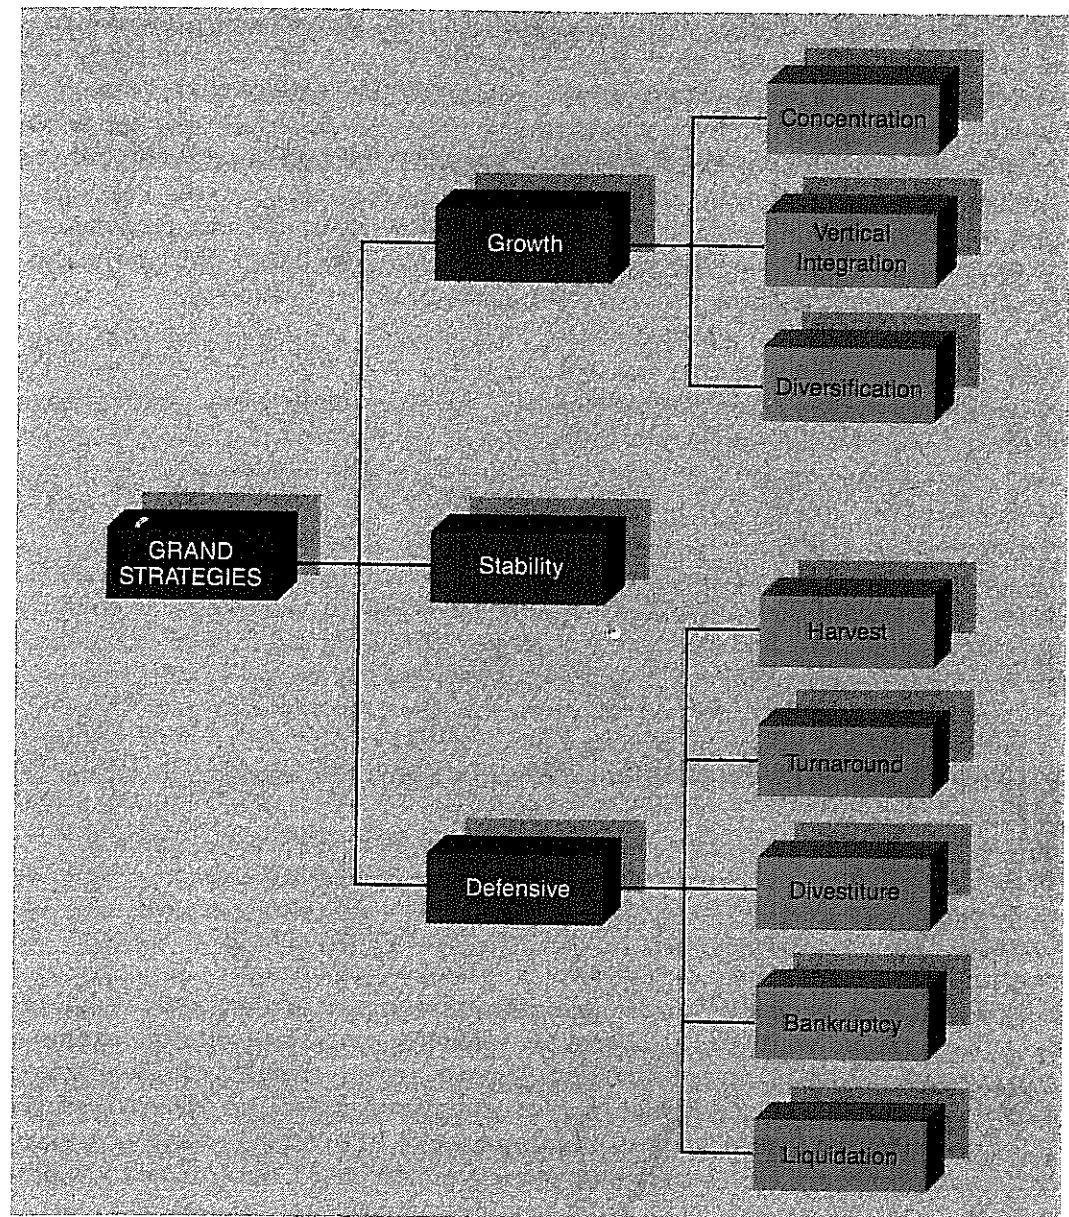 Concentration
Growth
Vertical
Integration
Diversification
GRAND
STRATEGIES
Stability
Harvest
Turnaround
Defensive
Divestiture
Bankruptcy
Liquidation